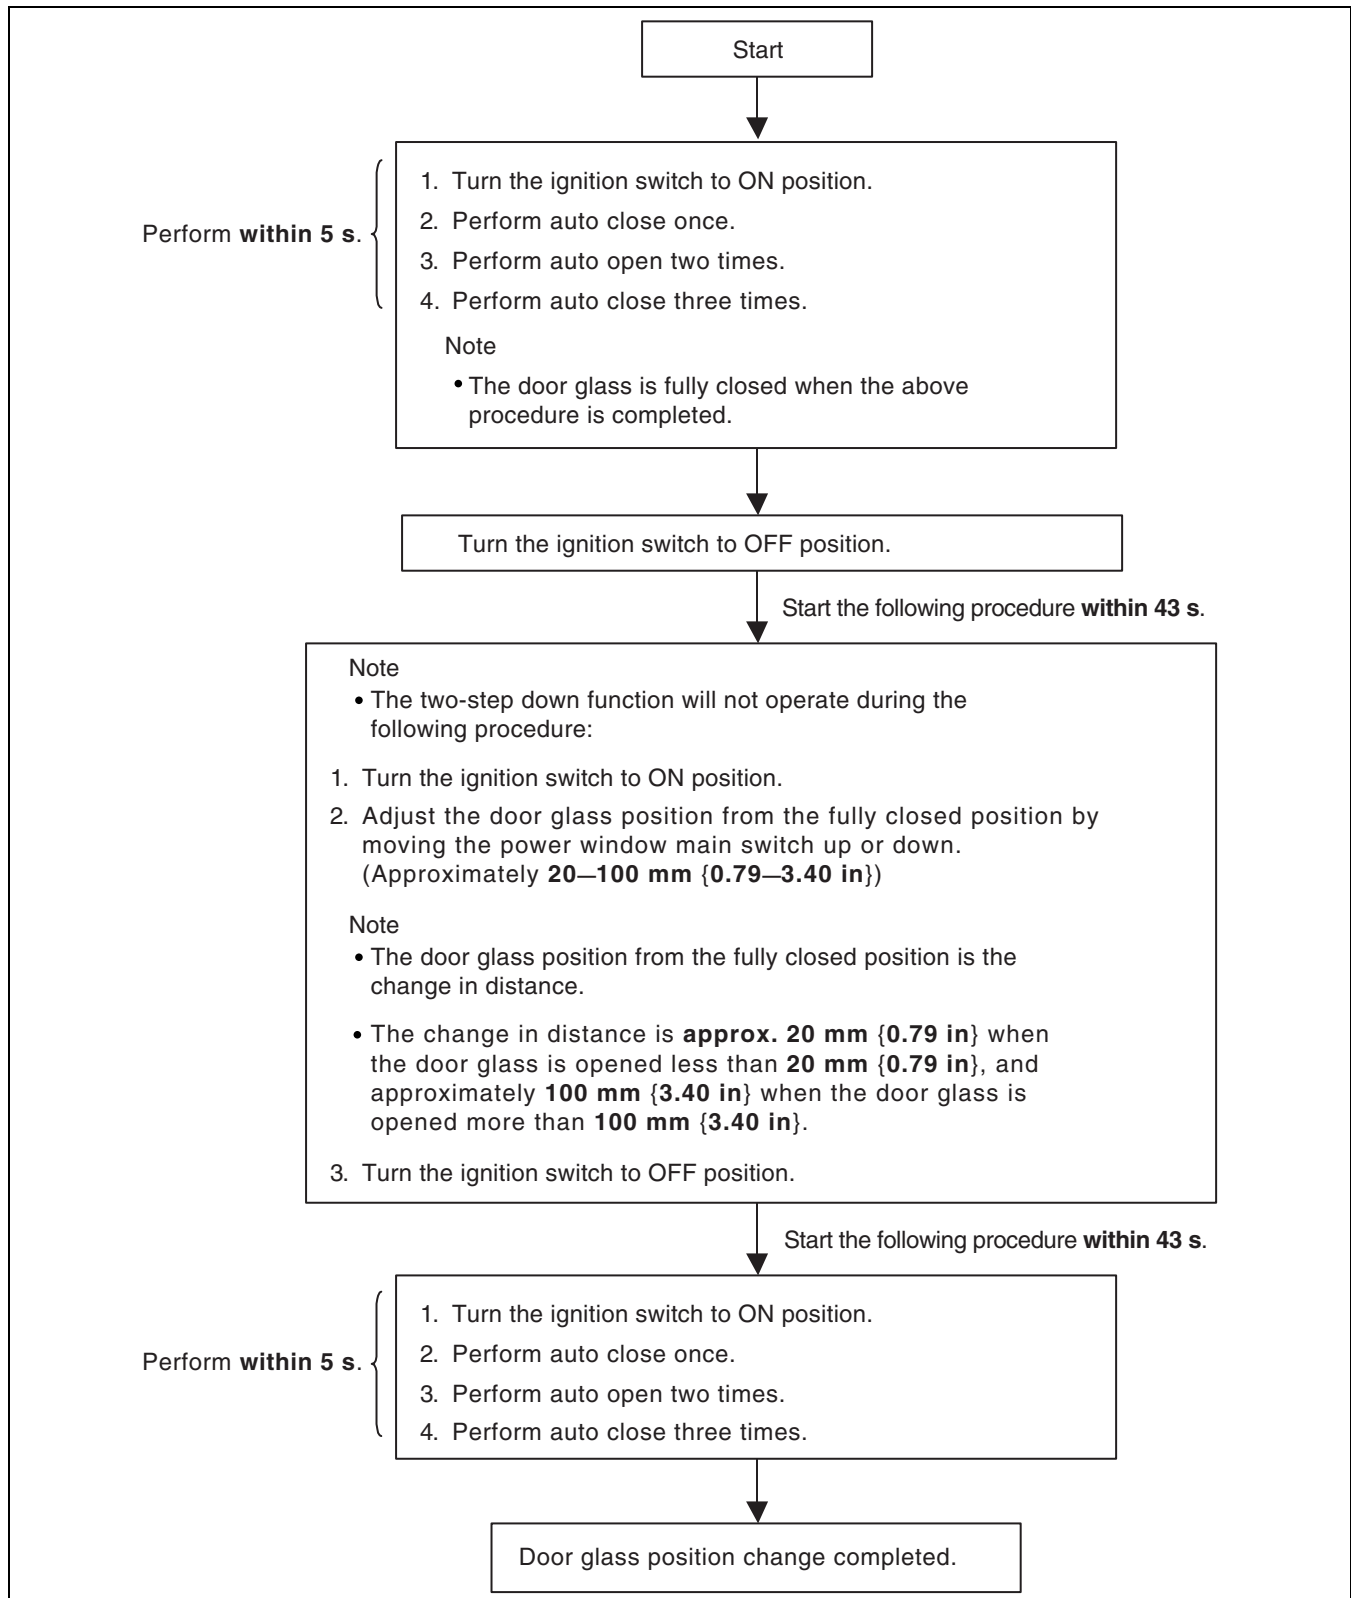 Start
Perform within 5 s.
1. Turn the ignition switch to ON position.
2. Perform auto close once.
3. Perform auto open two times.
4. Perform auto close three times.
Note
• The door glass is fully closed when the above
procedure is completed.
Turn the ignition switch to OFF position.
Start the following procedure within 43 s.
Note
• The two-step down function will not operate during the
following procedure:
1. Turn the ignition switch to ON position.
2. Adjust the door glass position from the fully closed position by
moving the power window main switch up or down.
(Approximately 20—100 mm {0.79—3.40 in})
Note
• The door glass position from the fully closed position is the
change in distance.
• The change in distance is approx. 20 mm {0.79 in} when
the door glass is opened less than 20 mm {0.79 in}, and
approximately 100 mm {3.40 in} when the door glass is
opened more than 100 mm {3.40 in}.
3. Turn the ignition switch to OFF position.
Start the following procedure within 43 s.
Perform within 5 s.
1. Turn the ignition switch to ON position.
2. Perform auto close once.
3. Perform auto open two times.
4. Perform auto close three times.
Door glass position change completed.